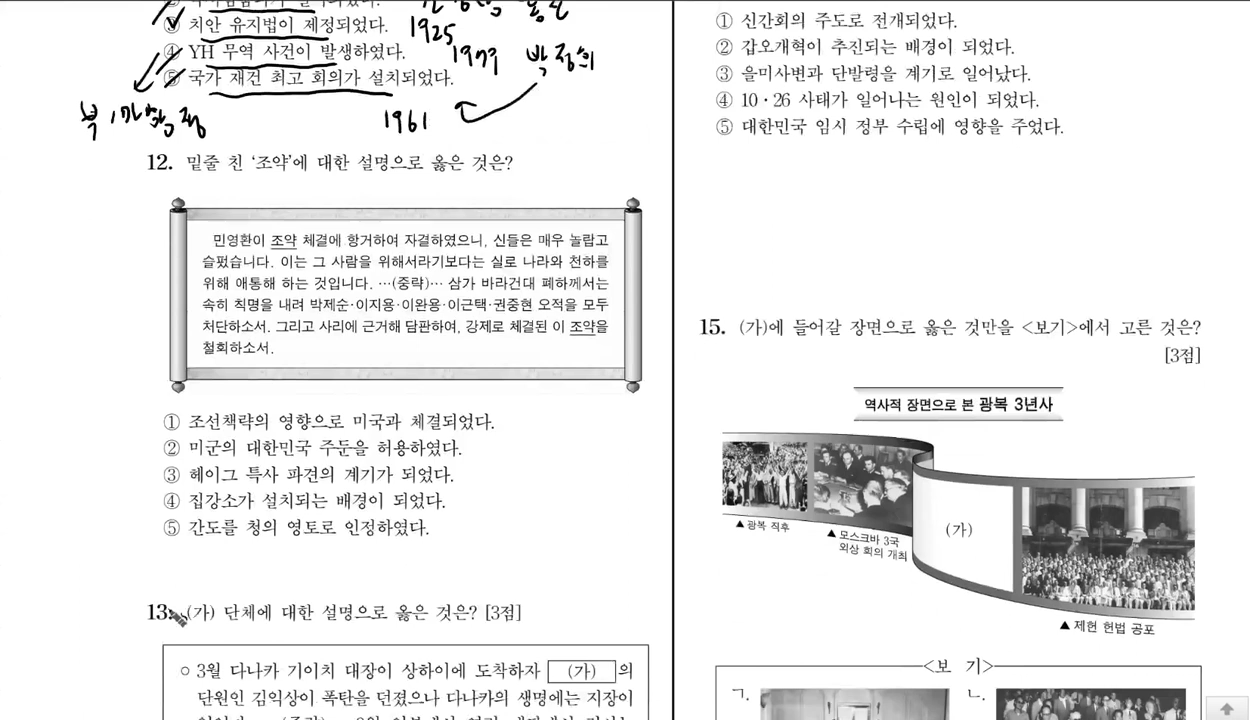 치안 유지법이 제정되었다. 1925
④ YH 무역 사건이 발생하였다. 1979 박정희
⑤ 국가 재건 최고 회의가 설치되었다.
1961
12. 밑줄 친 '조약'에 대한 설명으로 옳은 것은?
민영환이 조약 체결에 항거하여 자결하였으니, 신들은 매우 놀랍고
슬펐습니다. 이는 그 사람을 위해서라기보다는 실로 나라와 천하를
위해 애통해 하는 것입니다. …(중략)… 삼가 바라건대 폐하께서는
속히 칙명을 내려 박제순·이지용·이완용·이근택·권중현 오적을 모두
처단하소서. 그리고 사리에 근거해 담판하여, 강제로 체결된 이 조약을
철회하소서.
① 조선책략의 영향으로 미국과 체결되었다.
② 미군의 대한민국 주둔을 허용하였다.
③ 헤이그 특사 파견의 계기가 되었다.
④ 집강소가 설치되는 배경이 되었다.
⑤ 간도를 청의 영토로 인정하였다.
13. (가) 단체에 대한 설명으로 옳은 것은? [3점]
○ 3월 다나카 기이치 대장이 상하이에 도착하자 (가) 의
단원인 김익상이 폭탄을 던졌으나 다나카의 생명에는 지장이
① 신간회의 주도로 전개되었다.
② 갑오개혁이 추진되는 배경이 되었다.
③ 을미사변과 단발령을 계기로 일어났다.
④ 10·26 사태가 일어나는 원인이 되었다.
⑤ 대한민국 임시 정부 수립에 영향을 주었다.
15. (가)에 들어갈 장면으로 옳은 것만을 <보기>에서 고른 것은?
[3점]
역사적 장면으로 본 광복 3년사
▲ 광복 직후
▲ 모스크바 3국
외상 회의 개최
(가)
▲ 제헌 헌법 공포
<보 기>
ㄱ. ㄴ.